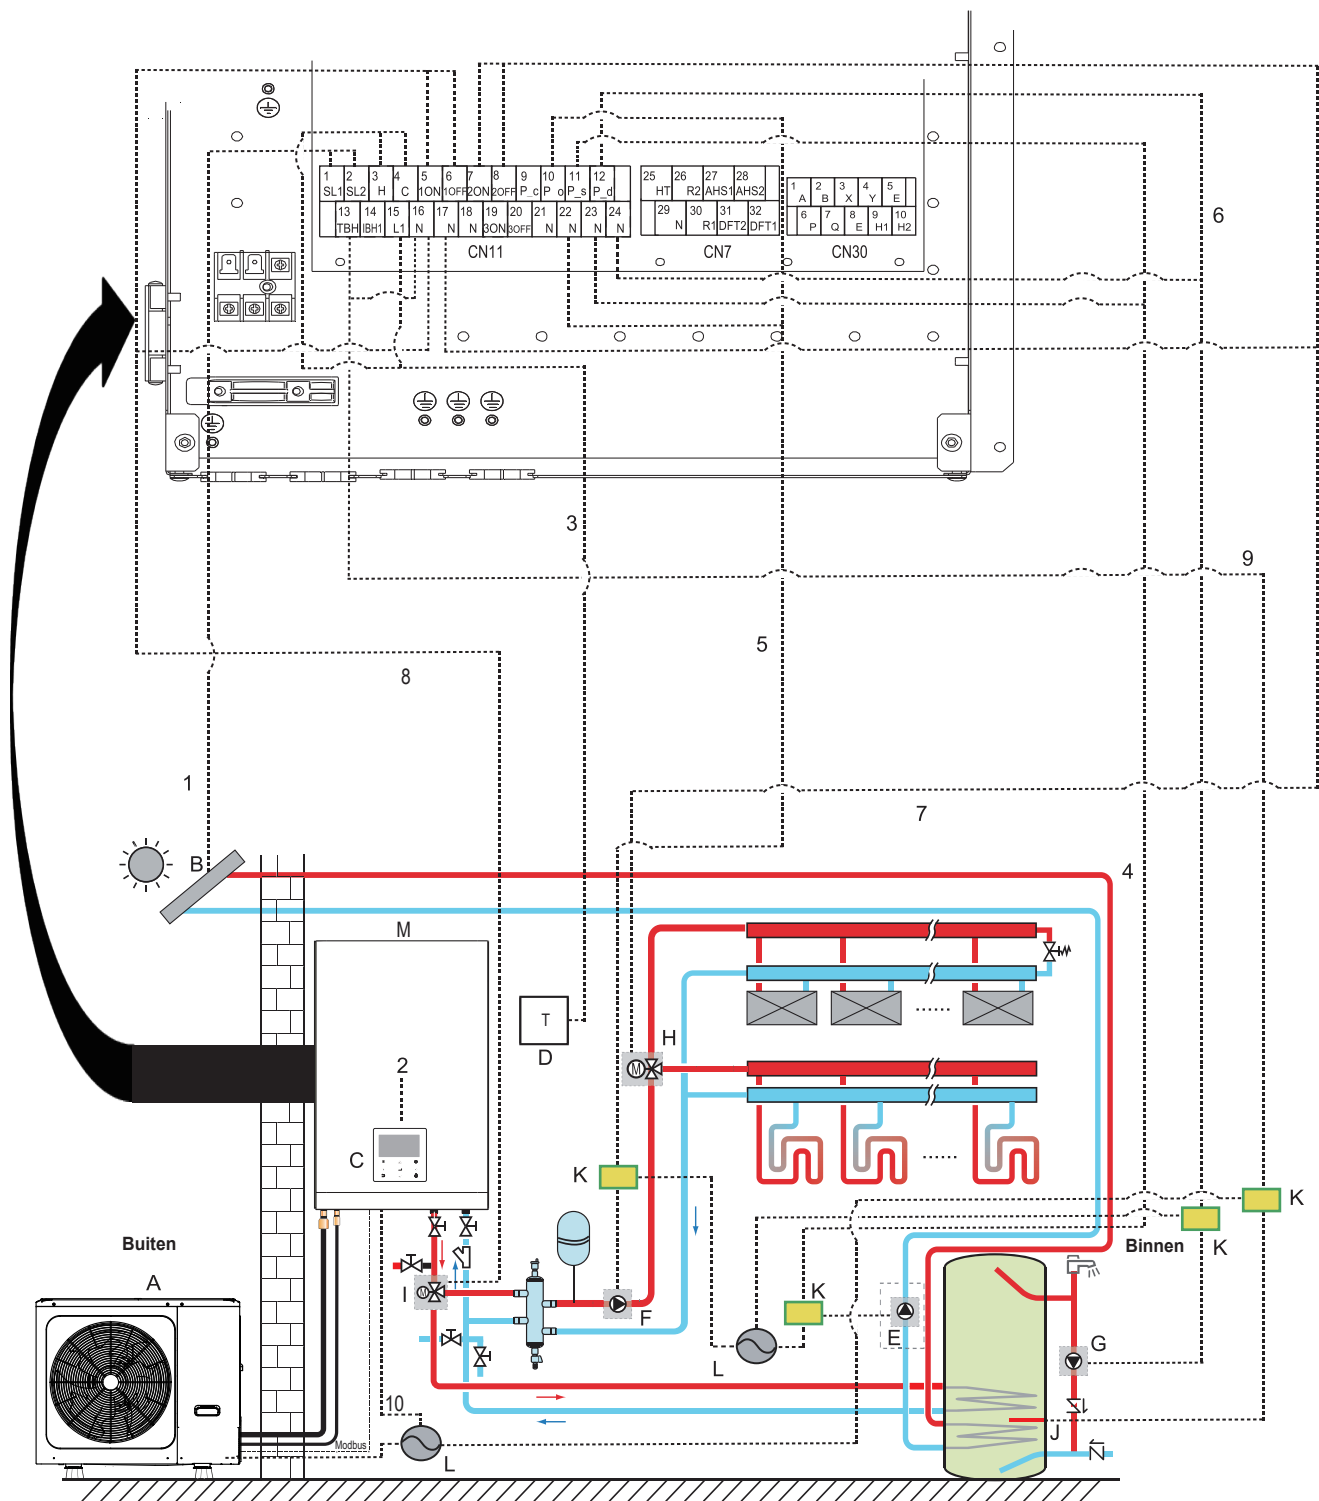 1 2 3 4 5 6 7 8 9 10 11 12
SL1 SL2 H C 1ON 1OFF 2ON 2OFF P_c P_o P_s P_d
13 14 15 16 17 18 19 20 21 22 23 24
TBH IBH1 L1 N N N 3ON 3OFF N N N N
CN11
25 26 27 28
HT R2 AHS1 AHS2
29 30 31 32
N R1 DFT2 DFT1
CN7
1 2 3 4 5
A B X Y E
6 7 8 9 10
P Q E H1 H2
CN30
6
3
9
5
8
1
7
B
4
M
T
D
H
M
2
C
K
K
K
Buiten
Binnen
A
I
M
F
K
E
L
G
10
J
Modbus
L